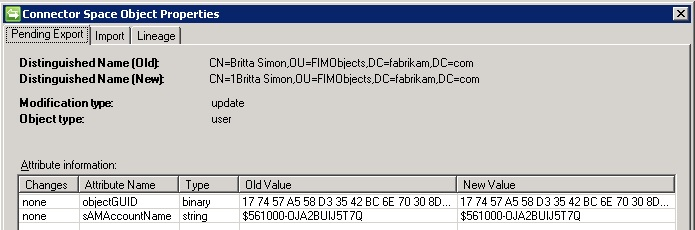 Connector Space Object Properties
Pending Export Import Lineage
Distinguished Name (Old): CN=Britta Simon,OU=FIMObjects,DC=fabrikam,DC=com
Distinguished Name (New): CN=1Britta Simon,OU=FIMObjects,DC=fabrikam,DC=com
Modification type: update
Object type: user
Attribute information:
Changes Attribute Name Type Old Value New Value
none objectGUID binary 17 74 57 A5 58 D3 35 42 BC 6E 70 30 8D... 17 74 57 A5 58 D3 35 42 BC 6E 70 30 8D...
none sAMAccountName string $561000-OJA2BUIJ5T7Q $561000-OJA2BUIJ5T7Q